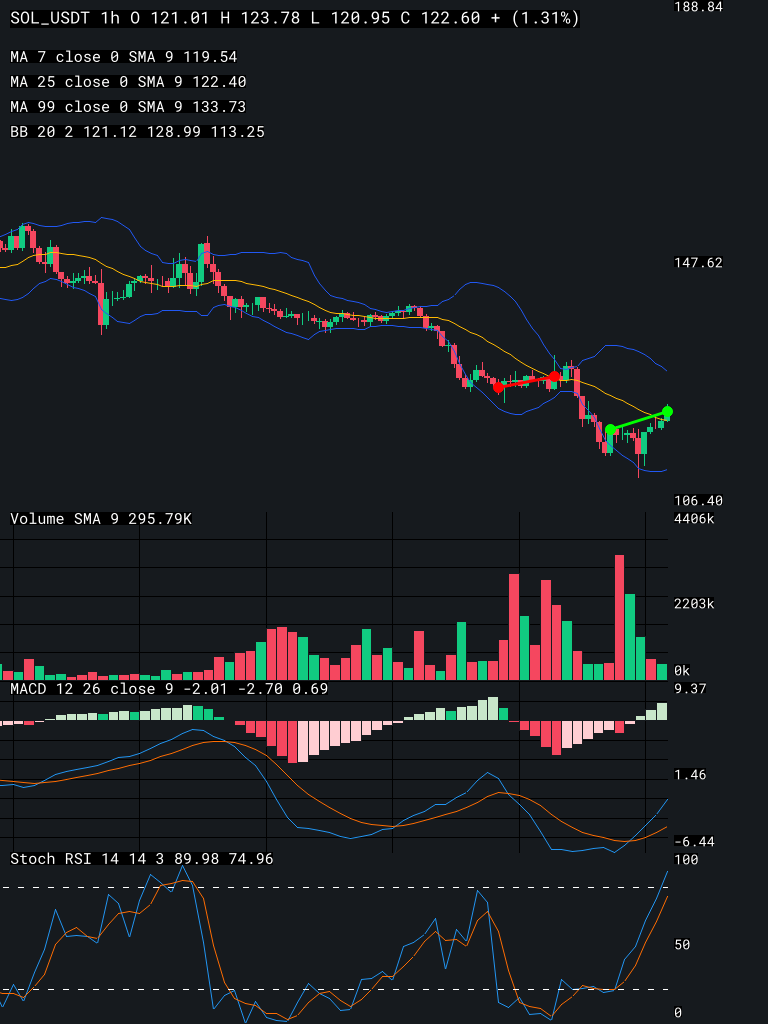 SOL_USDT 1h O 121.01 H 123.78 L 120.95 C 122.60 + (1.31%)
188.84
MA 7 close 0 SMA 9 119.54
MA 25 close 0 SMA 9 122.40
MA 99 close 0 SMA 9 133.73
BB 20 2 121.12 128.99 113.25
147.62
106.40
Volume SMA 9 295.79K
4406k
2203k
0k
MACD 12 26 close 9 -2.01 -2.70 0.69
9.37
1.46
-6.44
Stoch RSI 14 14 3 89.98 74.96
100
50
0